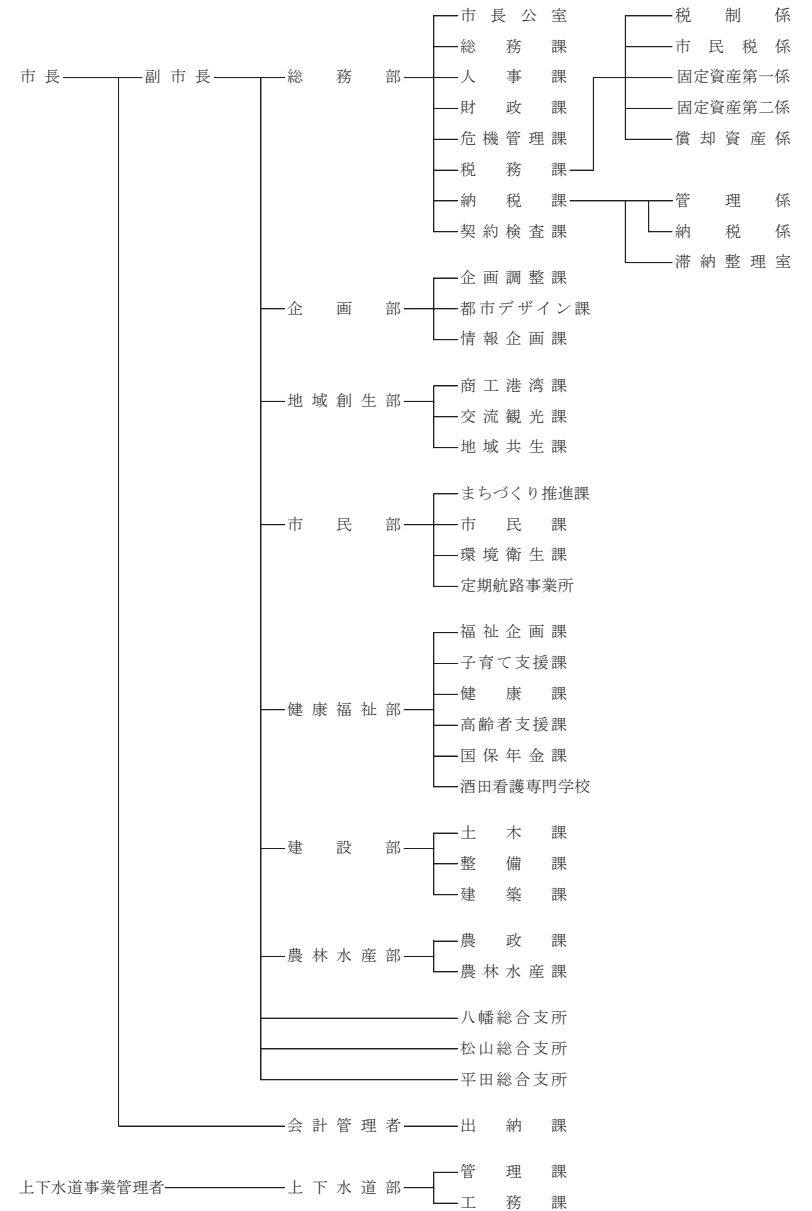 市長公室 税制係
総務課 市民税係
市長 副市長 総務部 人事課 固定資産第一係
財政課 固定資産第二係
危機管理課 償却資産係
税務課
納税課 管理係
契約検査課 納税係
滞納整理室
企画調整課
企画部 都市デザイン課
情報企画課
商工港湾課
地域創生部
交流観光課
地域共生課
まちづくり推進課
市民部 市民課
環境衛生課
定期航路事業所
福祉企画課
子育て支援課
健康課
健康福祉部
高齢者支援課
国保年金課
酒田看護専門学校
土木課
建設部
整備課
建築課
農政課
農林水産部
農林水産課
八幡総合支所
松山総合支所
平田総合支所
会計管理者 出納課
管理課
上下水道事業管理者 上下水道部
工務課